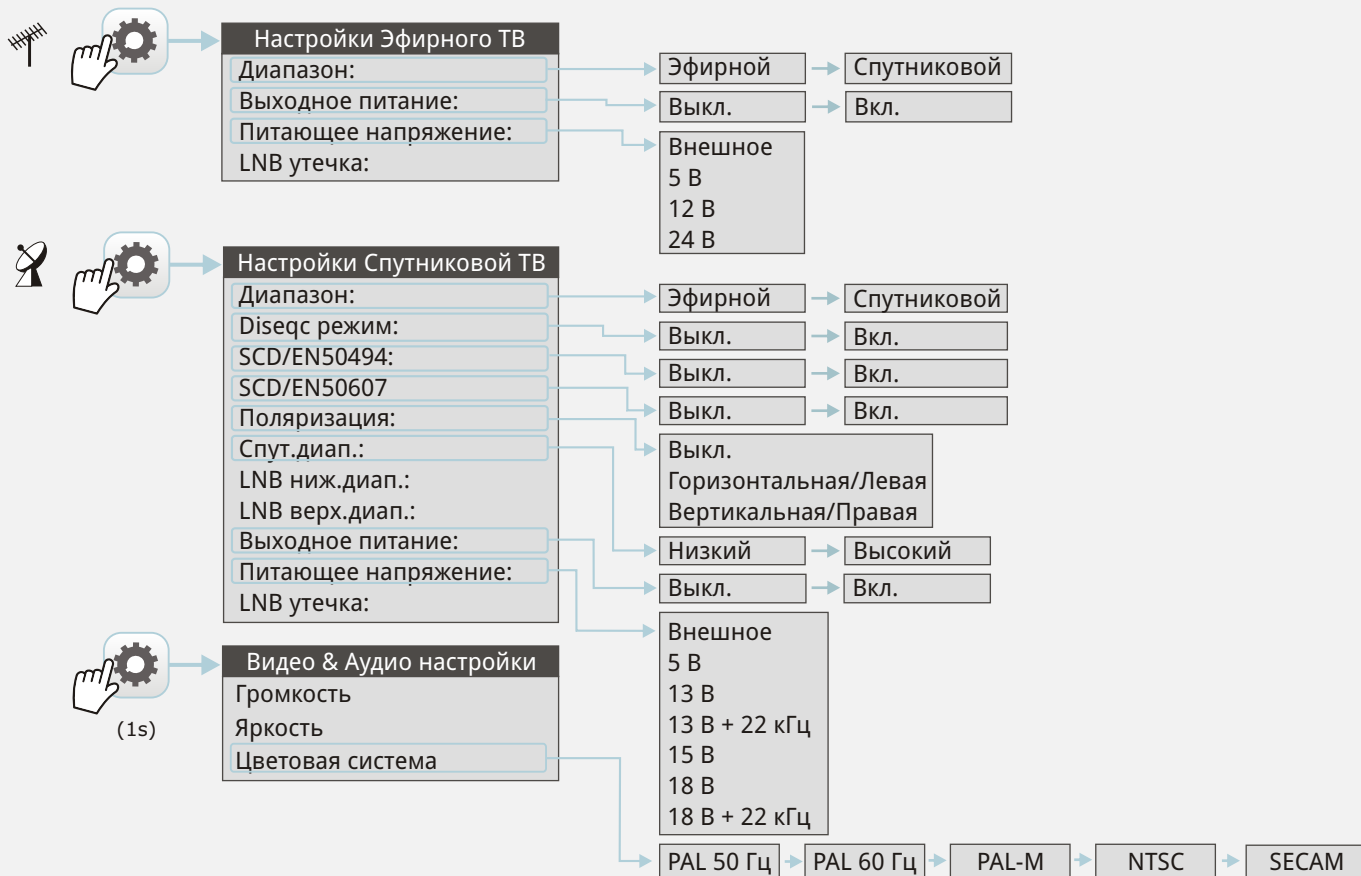 Настройки Эфирного ТВ
Диапазон:
Выходное питание:
Питающее напряжение:
LNB утечка:
Эфирной
Спутниковой
Выкл.
Вкл.
Внешное
5 В
12 В
24 В
Настройки Спутниковой ТВ
Диапазон:
Diseqc режим:
SCD/EN50494:
SCD/EN50607
Поляризация:
Спут.диап.:
LNB ниж.диап.:
LNB верх.диап.:
Выходное питание:
Питающее напряжение:
LNB утечка:
Эфирной
Спутниковой
Выкл.
Вкл.
Выкл.
Вкл.
Выкл.
Вкл.
Выкл.
Горизонтальная/Левая
Вертикальная/Правая
Низкий
Высокий
Выкл.
Вкл.
Внешное
5 В
13 В
13 В + 22 кГц
15 В
18 В
18 В + 22 кГц
(1s)
Видео & Аудио настройки
Громкость
Яркость
Цветовая система
PAL 50 Гц
PAL 60 Гц
PAL-M
NTSC
SECAM